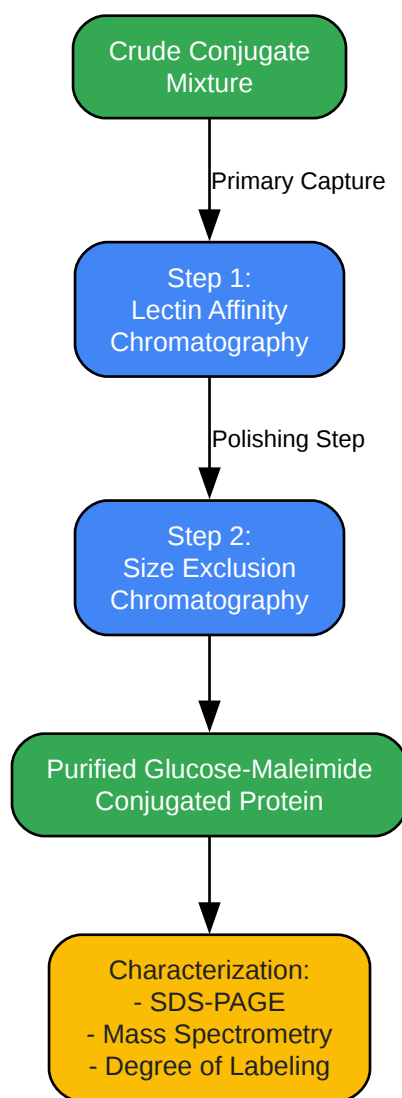 Crude Conjugate
Mixture
Primary Capture
Step 1:
Lectin Affinity
Chromatography
Polishing Step
Step 2:
Size Exclusion
Chromatography
Purified Glucose-Maleimide
Conjugated Protein
Characterization:
- SDS-PAGE
- Mass Spectrometry
- Degree of Labeling